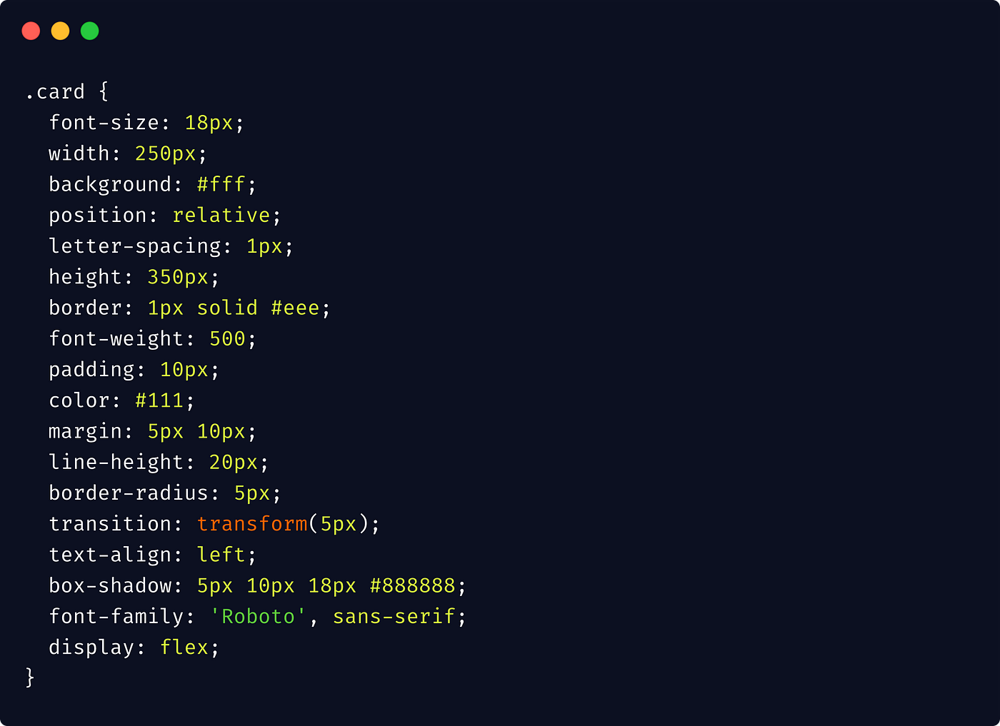 .card {
  font-size: 18px;
  width: 250px;
  background: #fff;
  position: relative;
  letter-spacing: 1px;
  height: 350px;
  border: 1px solid #eee;
  font-weight: 500;
  padding: 10px;
  color: #111;
  margin: 5px 10px;
  line-height: 20px;
  border-radius: 5px;
  transition: transform(5px);
  text-align: left;
  box-shadow: 5px 10px 18px #888888;
  font-family: 'Roboto', sans-serif;
  display: flex;
}